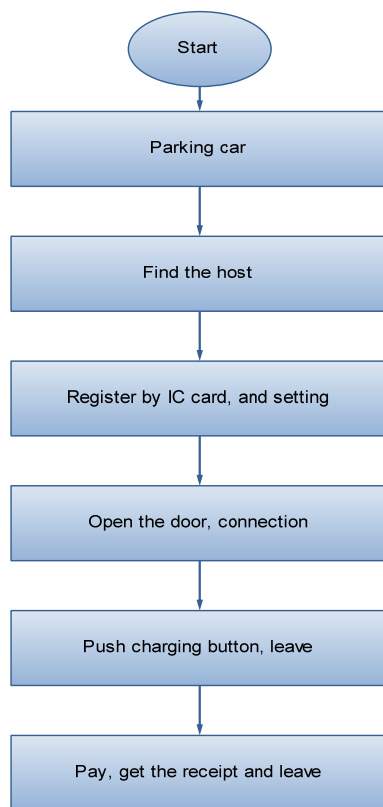 Start
Parking car
Find the host
Register by IC card, and setting
Open the door, connection
Push charging button, leave
Pay, get the receipt and leave